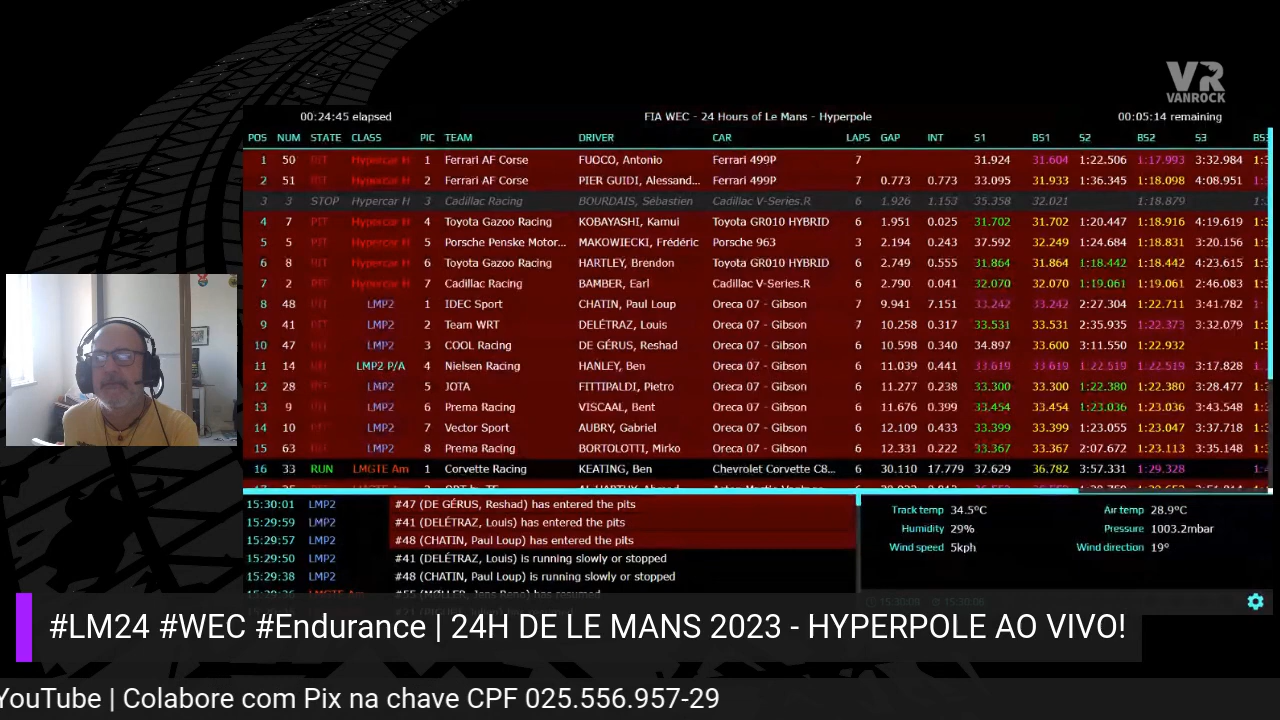 VR
VANROCK
00:24:45 elapsed FIA WEC - 24 Hours of Le Mans - Hyperpole 00:05:14 remaining
POS NUM STATE CLASS PIC TEAM DRIVER CAR LAPS GAP INT S1 BS1 S2 BS2 S3 BS3
1 50 PIT Hypercar H 1 Ferrari AF Corse FUOCO, Antonio Ferrari 499P 7 31.924 31.604 1:22.506 1:17.993 3:32.984 1:3
2 51 PIT Hypercar H 2 Ferrari AF Corse PIER GUIDI, Alessand... Ferrari 499P 7 0.773 0.773 33.095 31.933 1:36.345 1:18.098 4:08.951 1:3
3 3 STOP Hypercar H 3 Cadillac Racing BOURDAIS, Sébastien Cadillac V-Series.R 6 1.926 1.153 35.358 32.021 1:18.879 1:3
4 7 PIT Hypercar H 4 Toyota Gazoo Racing KOBAYASHI, Kamui Toyota GR010 HYBRID 6 1.951 0.025 31.702 31.702 1:20.447 1:18.916 4:19.619 1:3
5 5 PIT Hypercar H 5 Porsche Penske Motor... MAKOWIECKI, Frédéric Porsche 963 3 2.194 0.243 37.592 32.249 1:24.684 1:18.831 3:20.156 1:3
6 8 PIT Hypercar H 6 Toyota Gazoo Racing HARTLEY, Brendon Toyota GR010 HYBRID 6 2.749 0.555 31.864 31.864 1:18.442 1:18.442 4:23.615 1:3
7 2 PIT Hypercar H 7 Cadillac Racing BAMBER, Earl Cadillac V-Series.R 6 2.790 0.041 32.070 32.070 1:19.061 1:19.061 2:46.083 1:3
8 48 PIT LMP2 1 IDEC Sport CHATIN, Paul Loup Oreca 07 - Gibson 7 9.941 7.151 33.242 33.242 2:27.304 1:22.711 3:41.782
9 41 PIT LMP2 2 Team WRT DELÉTRAZ, Louis Oreca 07 - Gibson 7 10.258 0.317 33.531 33.531 2:35.935 1:22.373 3:32.079 1:3
10 47 PIT LMP2 3 COOL Racing DE GÉRUS, Reshad Oreca 07 - Gibson 6 10.598 0.340 34.897 33.600 3:11.550 1:22.932 1:3
11 14 PIT LMP2 P/A 4 Nielsen Racing HANLEY, Ben Oreca 07 - Gibson 6 11.039 0.441 33.619 33.619 1:22.519 1:22.519 3:17.828
12 28 PIT LMP2 5 JOTA FITTIPALDI, Pietro Oreca 07 - Gibson 6 11.277 0.238 33.300 33.300 1:22.380 1:22.380 3:28.477 1:3
13 9 PIT LMP2 6 Prema Racing VISCAAL, Bent Oreca 07 - Gibson 6 11.676 0.399 33.454 33.454 1:23.036 1:23.036 3:43.548 1:3
14 10 PIT LMP2 7 Vector Sport AUBRY, Gabriel Oreca 07 - Gibson 6 12.109 0.433 33.399 33.399 1:23.055 1:23.047 3:37.718 1:3
15 63 PIT LMP2 8 Prema Racing BORTOLOTTI, Mirko Oreca 07 - Gibson 6 12.331 0.222 33.367 33.367 2:07.672 1:23.113 3:35.148 1:3
16 33 RUN LMGTE Am 1 Corvette Racing KEATING, Ben Chevrolet Corvette C8... 6 30.110 17.779 37.629 36.782 3:57.331 1:29.328
15:30:01 LMP2 #47 (DE GÉRUS, Reshad) has entered the pits
15:29:59 LMP2 #41 (DELÉTRAZ, Louis) has entered the pits
15:29:57 LMP2 #48 (CHATIN, Paul Loup) has entered the pits
15:29:50 LMP2 #41 (DELÉTRAZ, Louis) is running slowly or stopped
15:29:38 LMP2 #48 (CHATIN, Paul Loup) is running slowly or stopped
Track temp 34.5°C Air temp 28.9°C
Humidity 29% Pressure 1003.2mbar
Wind speed 5kph Wind direction 19°
#LM24 #WEC #Endurance | 24H DE LE MANS 2023 - HYPERPOLE AO VIVO!
YouTube | Colabore com Pix na chave CPF 025.556.957-29